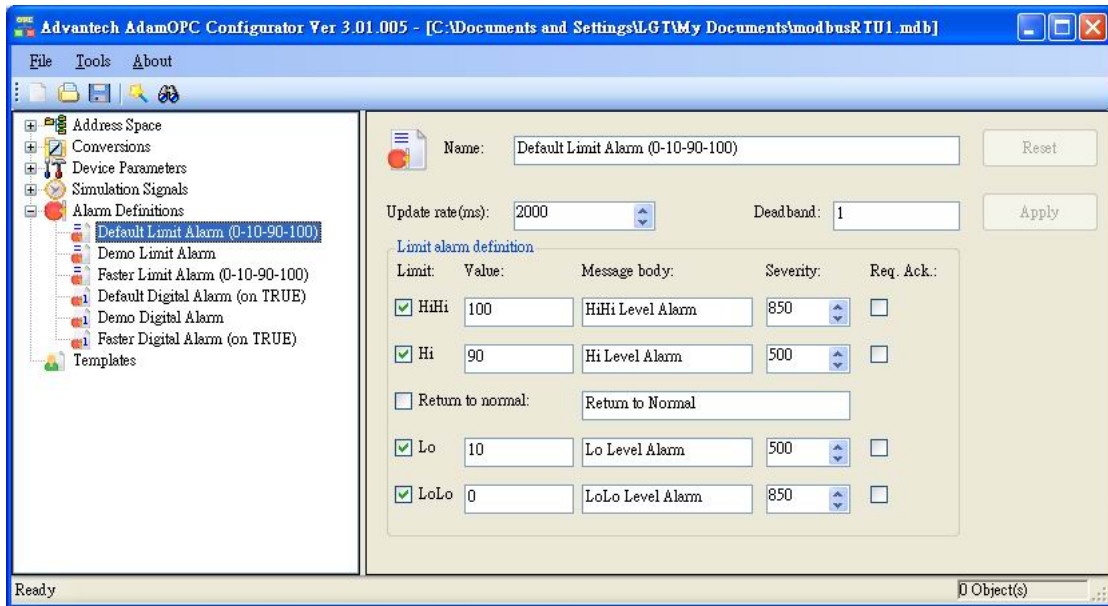 Advantech AdamOPC Configurator Ver 3.01.005 - [C:\Documents and Settings\LGT\My Documents\modbusRTU1.mdb]
File Tools About
Address Space
Conversions
Device Parameters
Simulation Signals
Alarm Definitions
Default Limit Alarm (0-10-90-100)
Demo Limit Alarm
Faster Limit Alarm (0-10-90-100)
Default Digital Alarm (on TRUE)
Demo Digital Alarm
Faster Digital Alarm (on TRUE)
Templates
Name: Default Limit Alarm (0-10-90-100) Reset
Update rate(ms): 2000 Deadband: 1 Apply
Limit alarm definition
Limit: Value: Message body: Severity: Req. Ack.:
HiHi 100 HiHi Level Alarm 850
Hi 90 Hi Level Alarm 500
Return to normal: Return to Normal
Lo 10 Lo Level Alarm 500
LoLo 0 LoLo Level Alarm 850
Ready 0 Object(s)